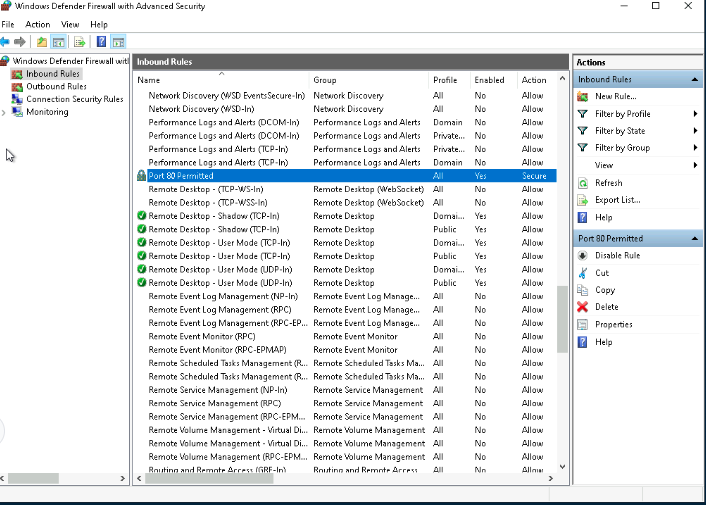 Windows Defender Firewall with Advanced Security
File Action View Help
Windows Defender Firewall with
Inbound Rules
Outbound Rules
Connection Security Rules
Monitoring
Inbound Rules
Name Group Profile Enabled Action
Network Discovery (WSD EventsSecure-In) Network Discovery All No Allow
Network Discovery (WSD-In) Network Discovery All No Allow
Performance Logs and Alerts (DCOM-In) Performance Logs and Alerts Domain No Allow
Performance Logs and Alerts (DCOM-In) Performance Logs and Alerts Private... No Allow
Performance Logs and Alerts (TCP-In) Performance Logs and Alerts Private... No Allow
Performance Logs and Alerts (TCP-In) Performance Logs and Alerts Domain No Allow
Port 80 Permitted All Yes Secure
Remote Desktop - (TCP-WS-In) Remote Desktop (WebSocket) All No Allow
Remote Desktop - (TCP-WSS-In) Remote Desktop (WebSocket) All No Allow
Remote Desktop - Shadow (TCP-In) Remote Desktop Domai... Yes Allow
Remote Desktop - Shadow (TCP-In) Remote Desktop Public Yes Allow
Remote Desktop - User Mode (TCP-In) Remote Desktop Domai... Yes Allow
Remote Desktop - User Mode (TCP-In) Remote Desktop Public Yes Allow
Remote Desktop - User Mode (UDP-In) Remote Desktop Domai... Yes Allow
Remote Desktop - User Mode (UDP-In) Remote Desktop Public Yes Allow
Remote Event Log Management (NP-In) Remote Event Log Manage... All No Allow
Remote Event Log Management (RPC) Remote Event Log Manage... All No Allow
Remote Event Log Management (RPC-EP... Remote Event Log Manage... All No Allow
Remote Event Monitor (RPC) Remote Event Monitor All No Allow
Remote Event Monitor (RPC-EPMAP) Remote Event Monitor All No Allow
Remote Scheduled Tasks Management (R... Remote Scheduled Tasks Ma... All No Allow
Remote Scheduled Tasks Management (R... Remote Scheduled Tasks Ma... All No Allow
Remote Service Management (NP-In) Remote Service Management All No Allow
Remote Service Management (RPC) Remote Service Management All No Allow
Remote Service Management (RPC-EPM... Remote Service Management All No Allow
Remote Volume Management - Virtual Di... Remote Volume Management All No Allow
Remote Volume Management - Virtual Di... Remote Volume Management All No Allow
Remote Volume Management (RPC-EPM... Remote Volume Management All No Allow
Routing and Remote Access (GRE-In) Routing and Remote Access All No Allow
Actions
Inbound Rules
New Rule...
Filter by Profile
Filter by State
Filter by Group
View
Refresh
Export List...
Help
Port 80 Permitted
Disable Rule
Cut
Copy
Delete
Properties
Help